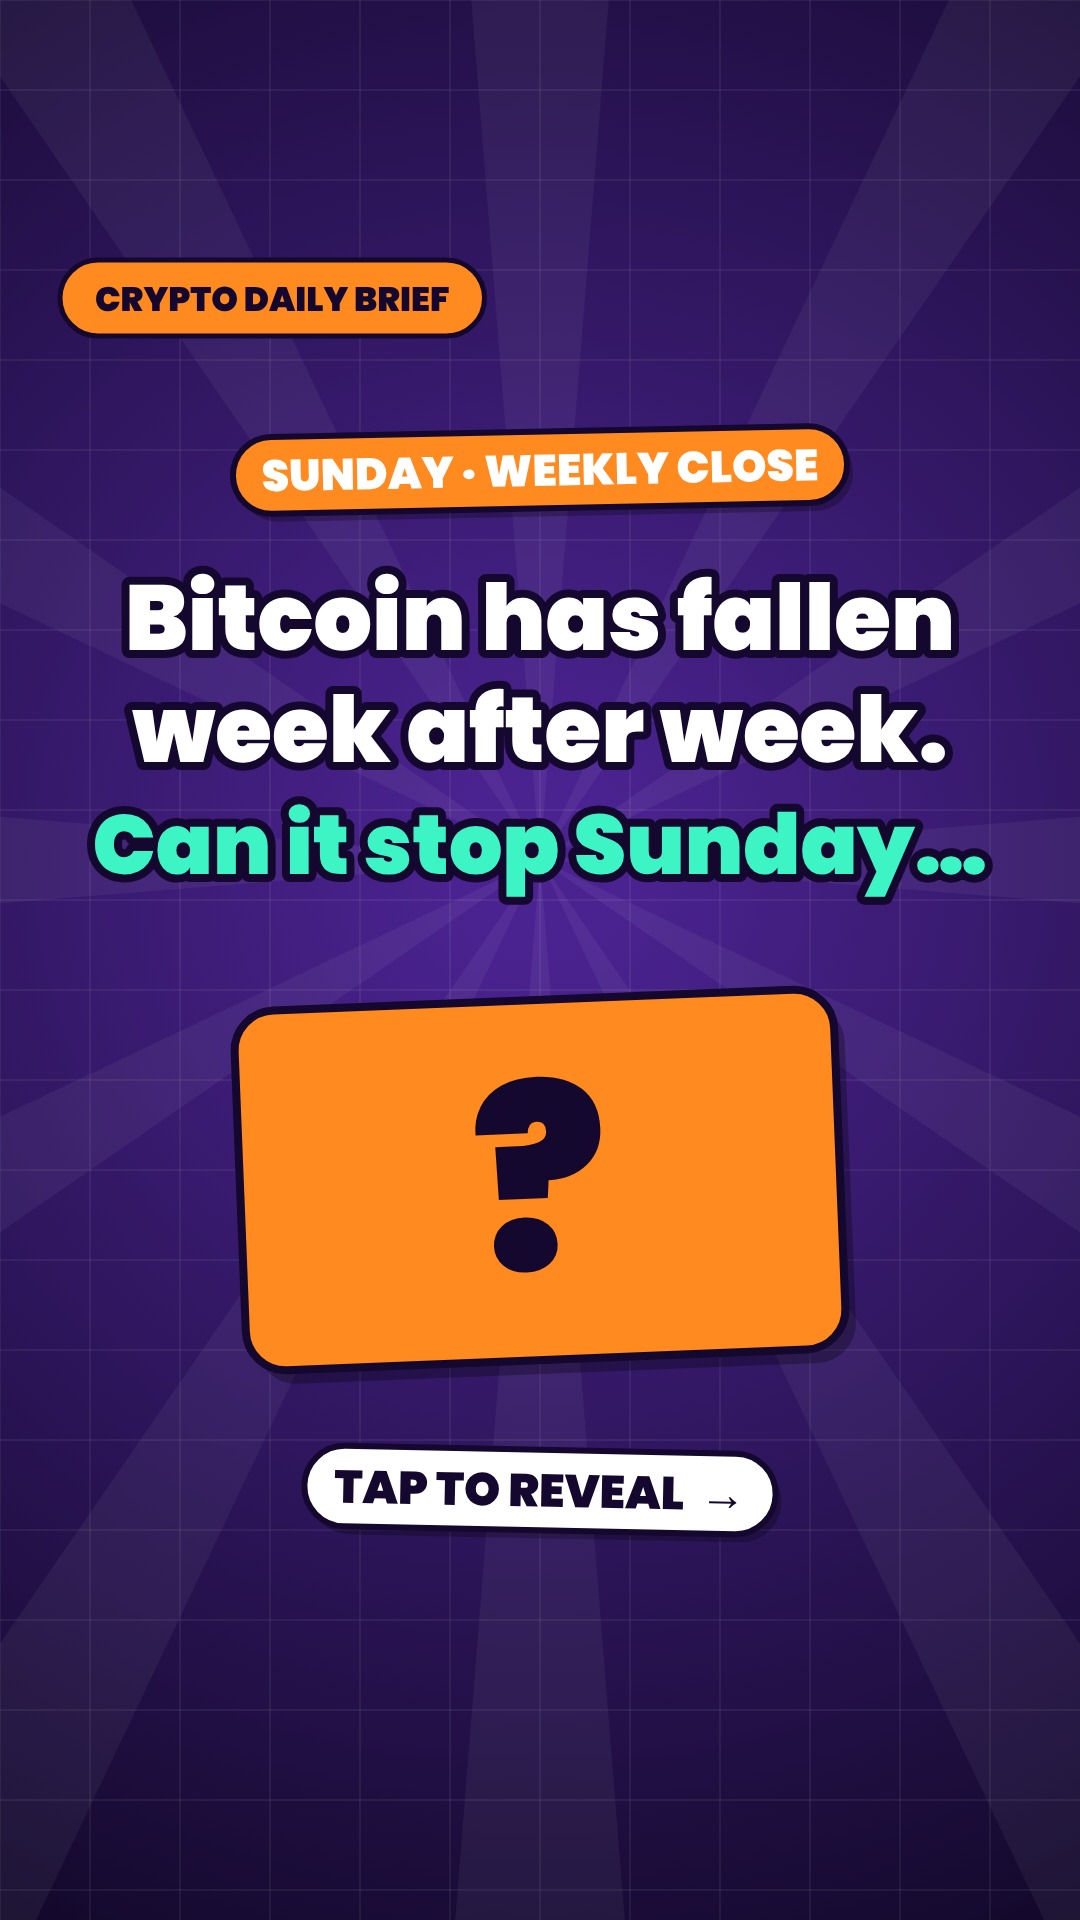 CRYPTO DAILY BRIEF
SUNDAY · WEEKLY CLOSE
Bitcoin has fallen
week after week.
Can it stop Sunday...
?
TAP TO REVEAL →